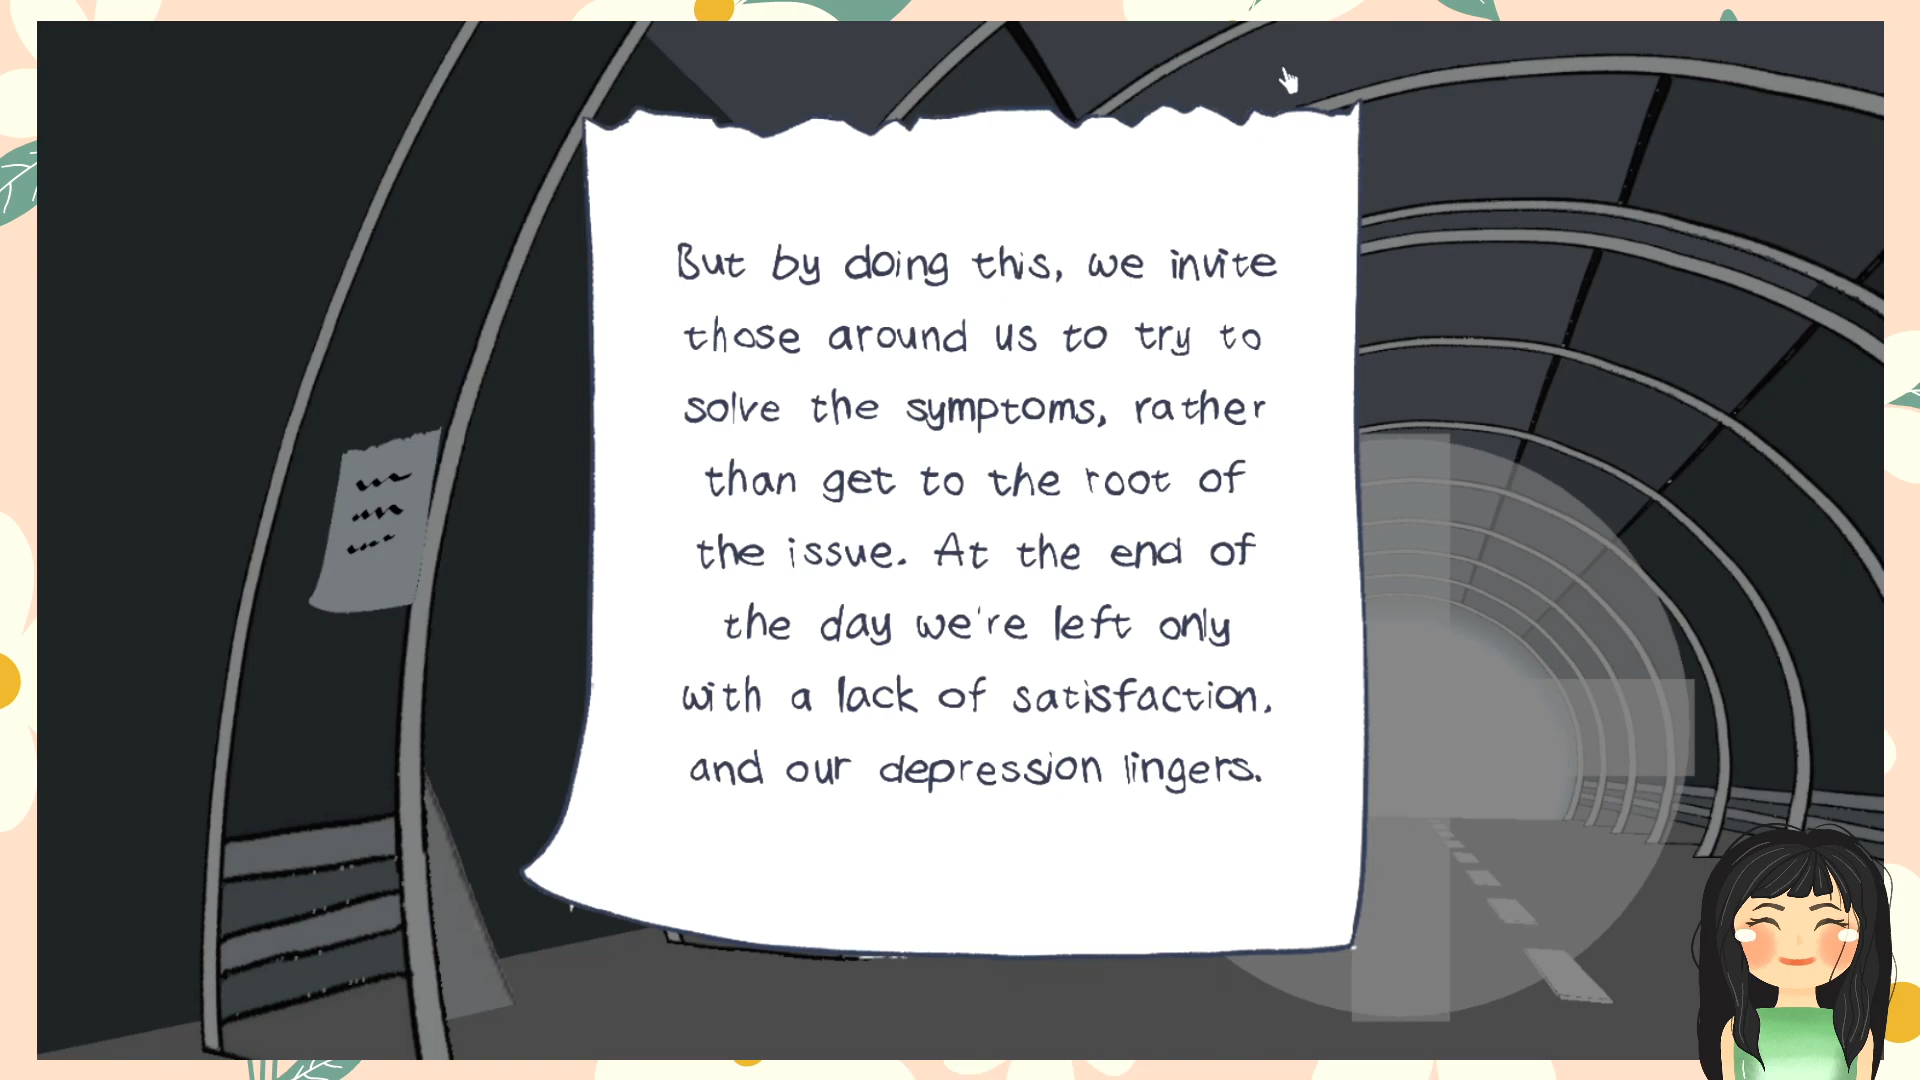 But by doing this, we invite
those around us to try to
solve the symptoms, rather
than get to the root of
the issue. At the end of
the day we're left only
with a lack of satisfaction,
and our depression lingers.